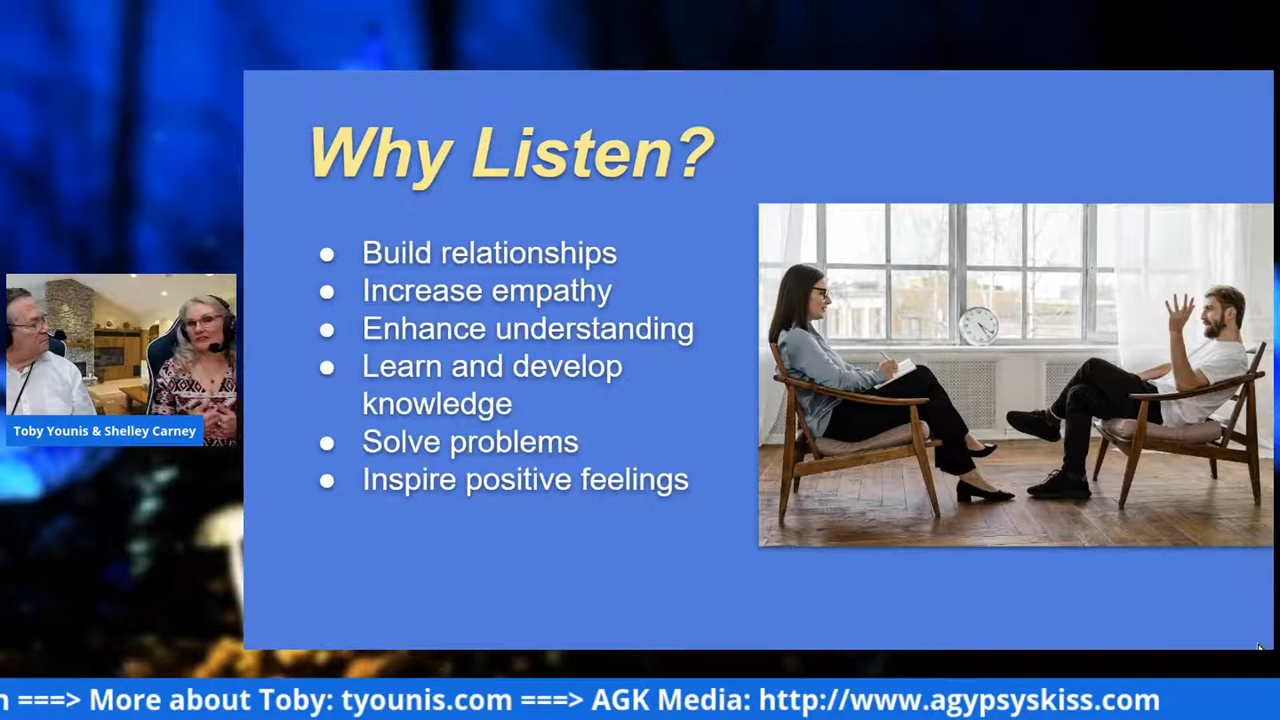 Why Listen?
● Build relationships
● Increase empathy
● Enhance understanding
● Learn and develop
knowledge
● Solve problems
● Inspire positive feelings
Toby Younis & Shelley Carney
===> More about Toby: tyounis.com ===> AGK Media: http://www.agypsyskiss.com